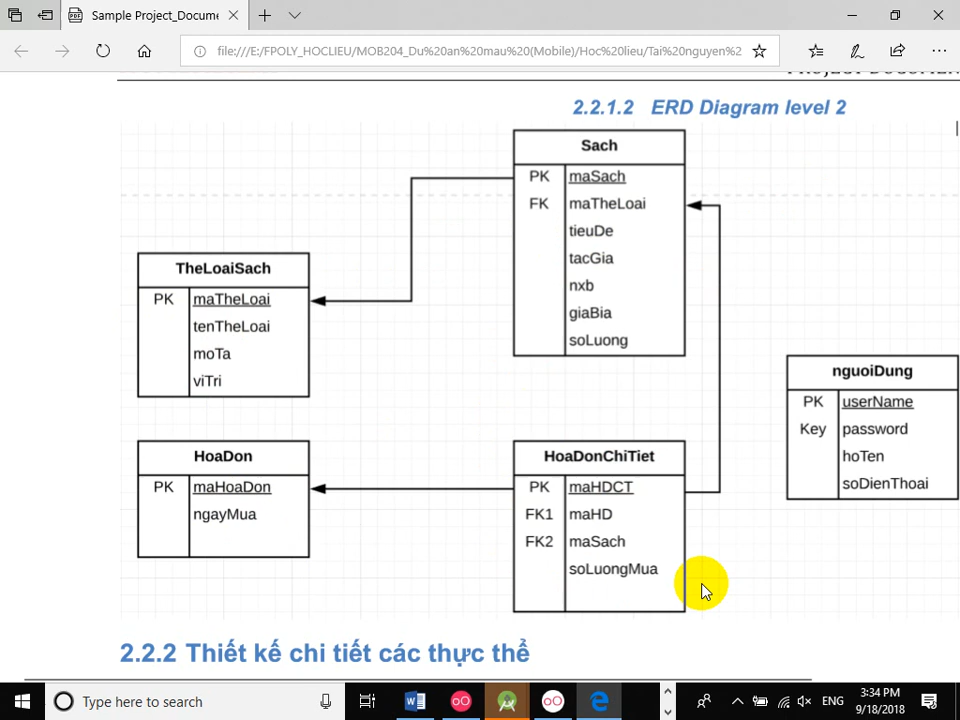 Sample Project_Docume
file:///E:/FPOLY_HOCLIEU/MOB204_Du%20an%20mau%20(Mobile)/Hoc%20lieu/Tai%20nguyen%2
2.2.1.2 ERD Diagram level 2
Sach
PK maSach
FK maTheLoai
tieuDe
tacGia
nxb
giaBia
soLuong
TheLoaiSach
PK maTheLoai
tenTheLoai
moTa
viTri
nguoiDung
PK userName
Key password
hoTen
soDienThoai
HoaDon
PK maHoaDon
ngayMua
HoaDonChiTiet
PK maHDCT
FK1 maHD
FK2 maSach
soLuongMua
2.2.2 Thiết kế chi tiết các thực thể
Type here to search
ENG
3:34 PM
9/18/2018